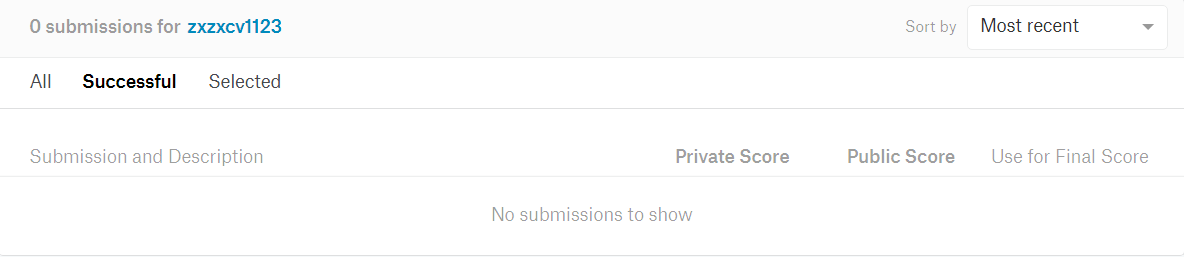 0 submissions for zxzxcv1123 Sort by Most recent
All Successful Selected
Submission and Description Private Score Public Score Use for Final Score
No submissions to show